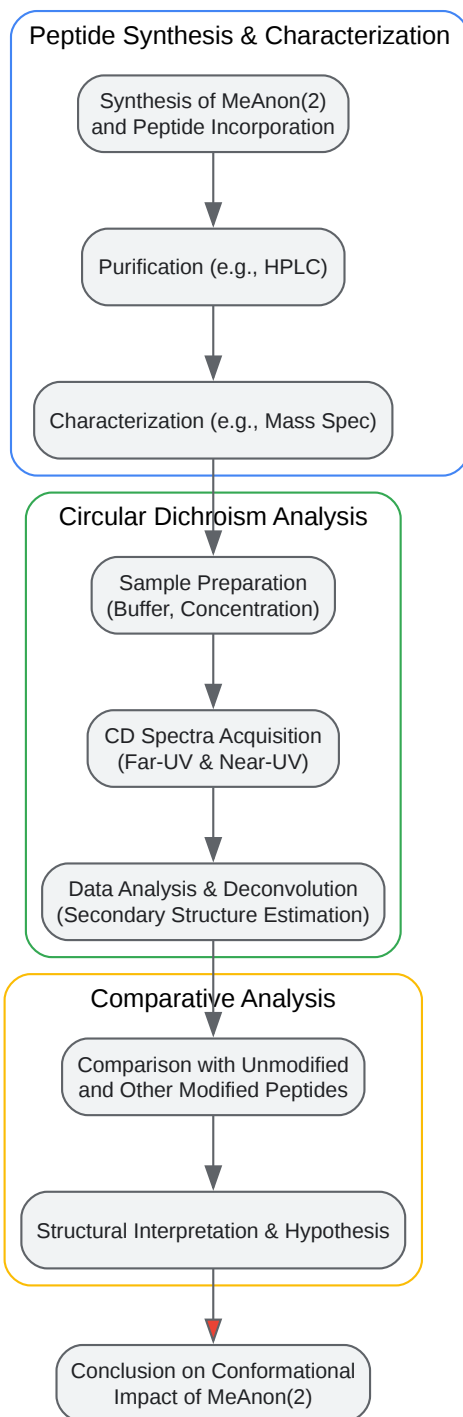 Peptide Synthesis & Characterization
Synthesis of MeAnon(2)
and Peptide Incorporation
Purification (e.g., HPLC)
Characterization (e.g., Mass Spec)
Circular Dichroism Analysis
Sample Preparation
(Buffer, Concentration)
CD Spectra Acquisition
(Far-UV & Near-UV)
Data Analysis & Deconvolution
(Secondary Structure Estimation)
Comparative Analysis
Comparison with Unmodified
and Other Modified Peptides
Structural Interpretation & Hypothesis
Conclusion on Conformational
Impact of MeAnon(2)